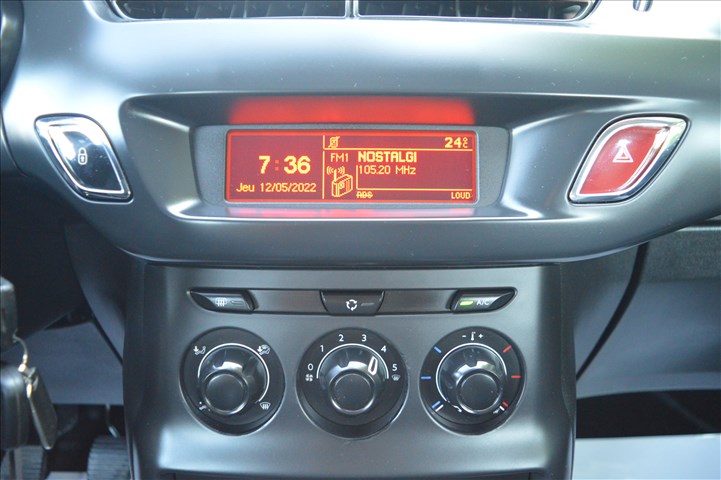 24°C
7:36 FM1 NOSTALGI
105.20 MHz
Jeu 12/05/2022 RDS LOUD
A/C
- +
0 1 2 3 4 5